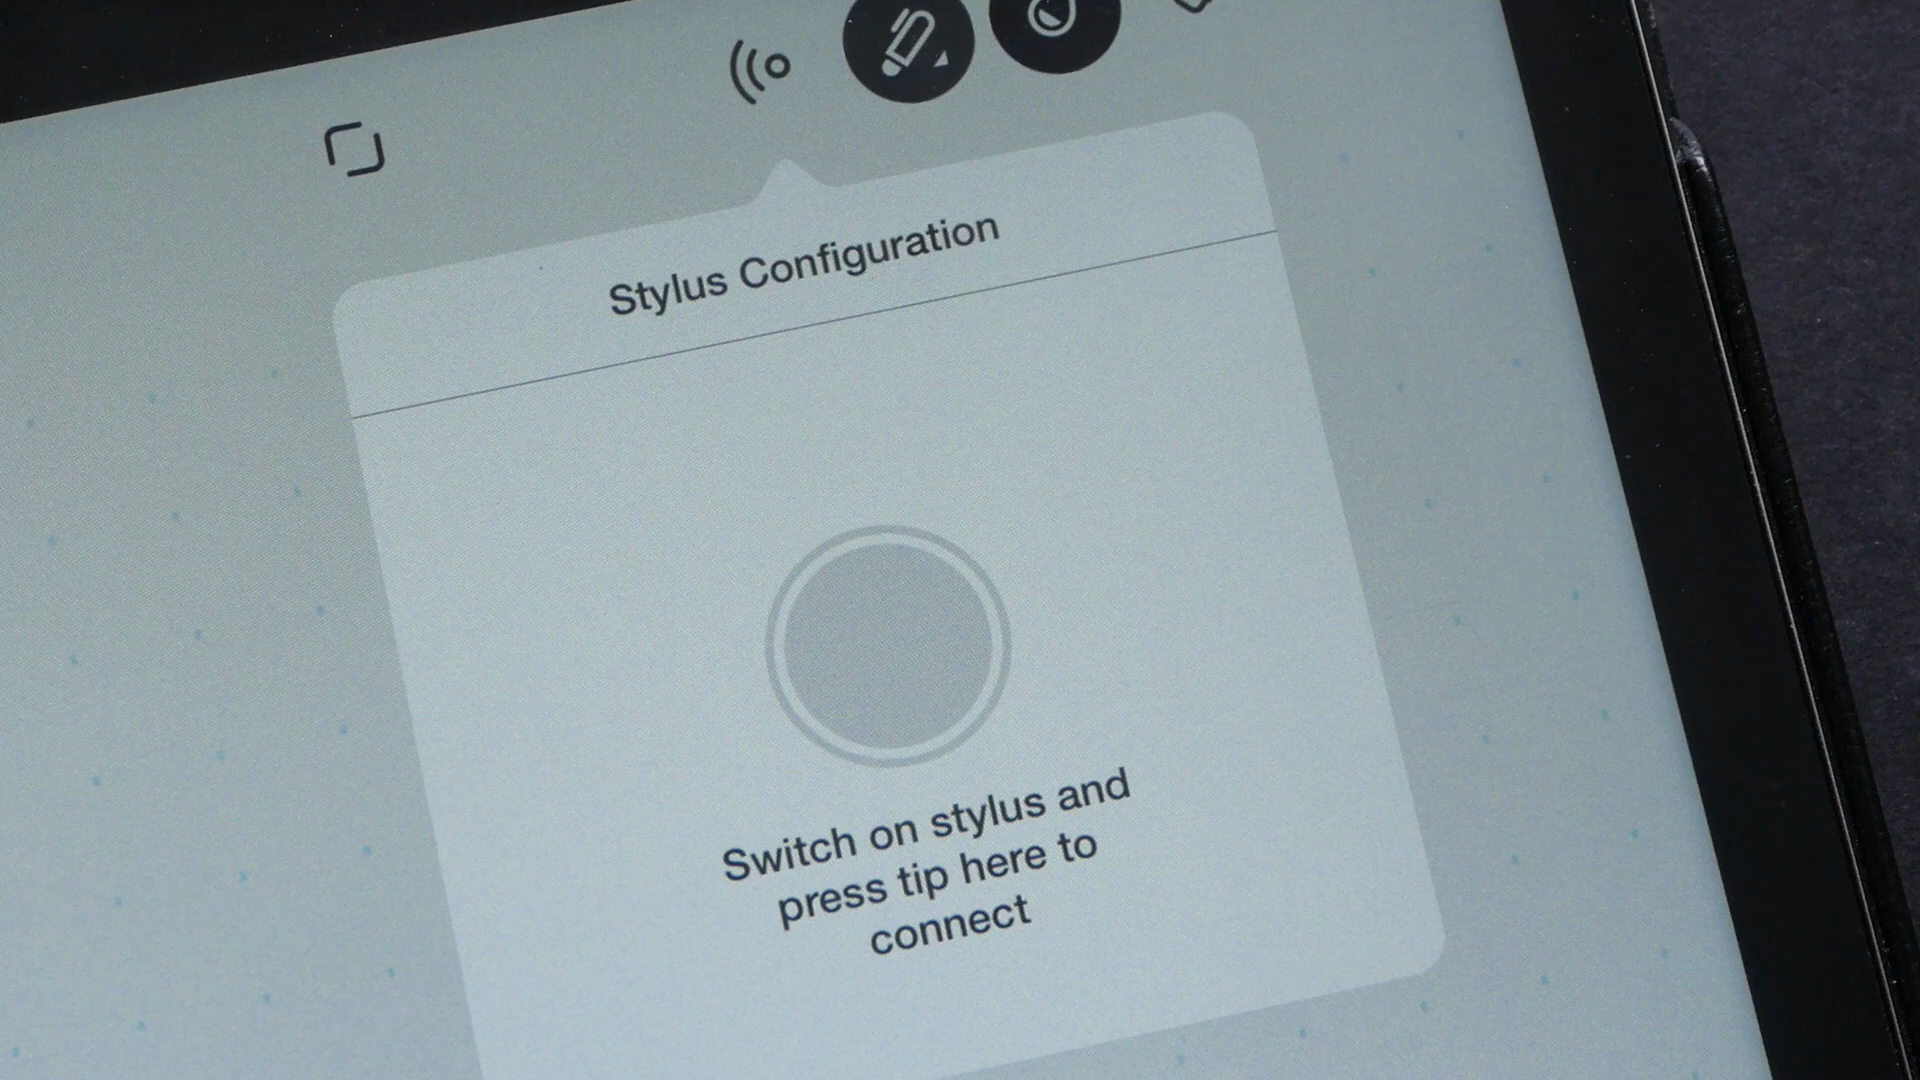 Stylus Configuration
Switch on stylus and
press tip here to
connect